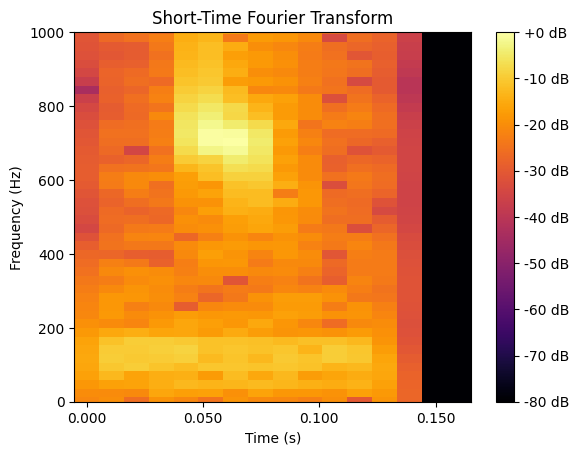 Short-Time Fourier Transform
1000
800
600
400
200
0
Frequency (Hz)
0.000
0.050
0.100
0.150
Time (s)
+0 dB
-10 dB
-20 dB
-30 dB
-40 dB
-50 dB
-60 dB
-70 dB
-80 dB